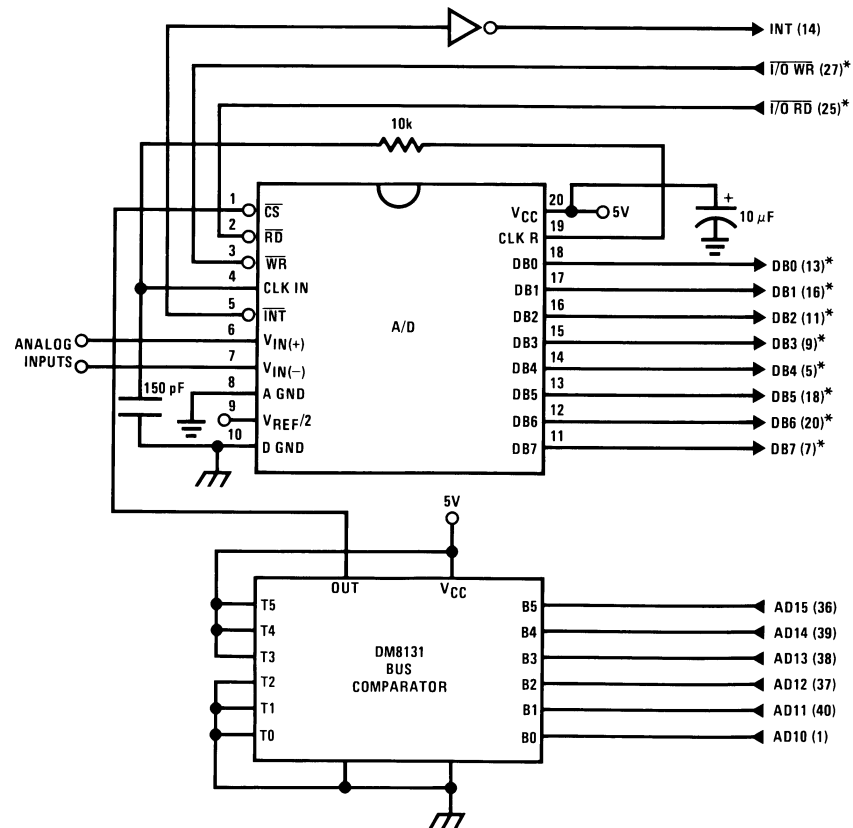 INT (14)
I/O WR (27)*
I/O RD (25)*
10k
1
CS
2
RD
3
WR
4
CLK IN
5
INT
6
VIN(+)
7
VIN(−)
8
A GND
9
VREF/2
10
D GND
ANALOG
INPUTS
150 pF
A/D
20
VCC
5V
+
10 μF
19
CLK R
18
DB0
DB0 (13)*
17
DB1
DB1 (16)*
16
DB2
DB2 (11)*
15
DB3
DB3 (9)*
14
DB4
DB4 (5)*
13
DB5
DB5 (18)*
12
DB6
DB6 (20)*
11
DB7
DB7 (7)*
5V
OUT
VCC
T5
T4
T3
T2
T1
T0
DM8131
BUS
COMPARATOR
B5
AD15 (36)
B4
AD14 (39)
B3
AD13 (38)
B2
AD12 (37)
B1
AD11 (40)
B0
AD10 (1)